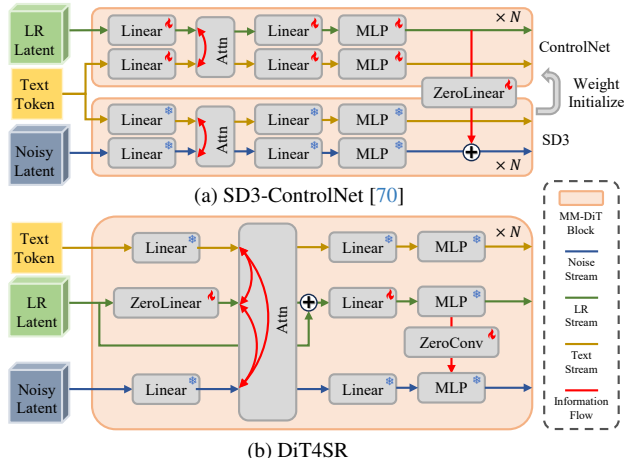 LR
Latent
Linear
Attn
Linear
MLP
× N
ControlNet
Text
Token
Linear
Linear
MLP
ZeroLinear
Weight
Initialize
Linear
Attn
Linear
MLP
SD3
Noisy
Latent
Linear
Linear
MLP
× N
(a) SD3-ControlNet [70]
Text
Token
Linear
Attn
Linear
MLP
× N
LR
Latent
ZeroLinear
Linear
MLP
ZeroConv
Noisy
Latent
Linear
Linear
MLP
(b) DiT4SR
MM-DiT
Block
Noise
Stream
LR
Stream
Text
Stream
Information
Flow